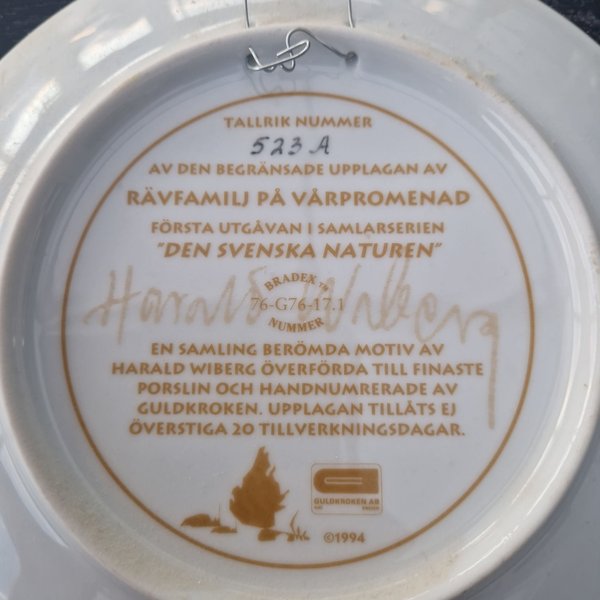 TALLRIK NUMMER
523 A
AV DEN BEGRÄNSADE UPPLAGAN AV
RÄVFAMILJ PÅ VÅRPROMENAD
FÖRSTA UTGÅVAN I SAMLARSERIEN
"DEN SVENSKA NATUREN"
Harald Wiberg
BRADEX™
76-G76-17.1
NUMMER
EN SAMLING BERÖMDA MOTIV AV
HARALD WIBERG ÖVERFÖRDA TILL FINASTE
PORSLIN OCH HANDNUMRERADE AV
GULDKROKEN. UPPLAGAN TILLÅTS EJ
ÖVERSTIGA 20 TILLVERKNINGSDAGAR.
GULDKROKEN AB
©1994